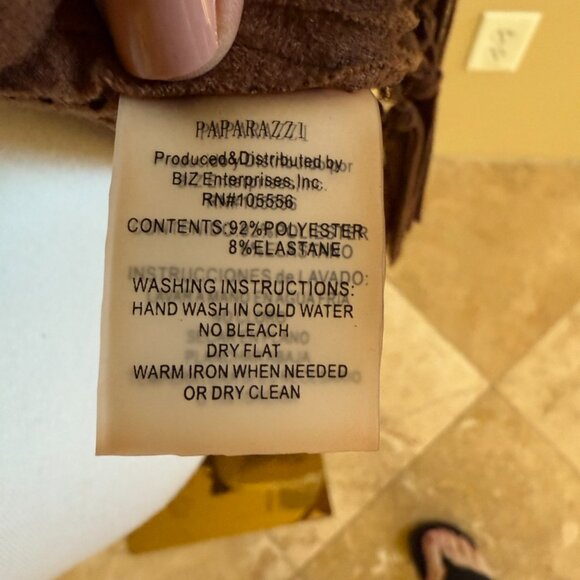 PAPARAZZI
Produced&Distributed by
BIZ Enterprises,Inc.
RN#105556
CONTENTS:92%POLYESTER
8%ELASTANE
INSTRUCCIONES de LAVADO:
WASHING INSTRUCTIONS:
HAND WASH IN COLD WATER
NO BLEACH
DRY FLAT
WARM IRON WHEN NEEDED
OR DRY CLEAN